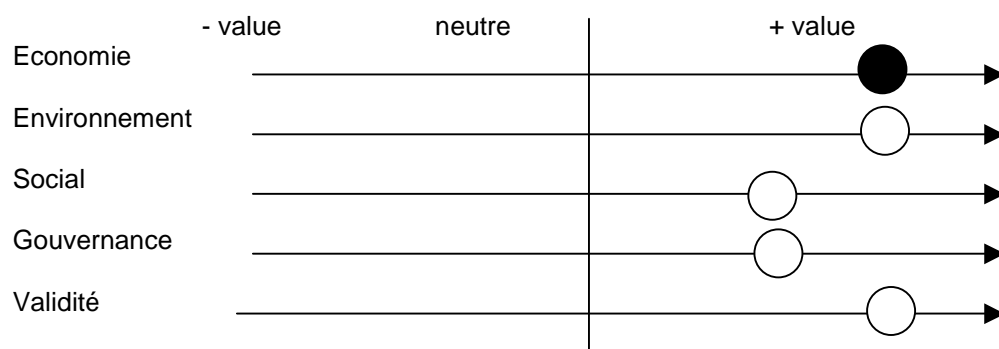 - value neutre + value
Economie
Environnement
Social
Gouvernance
Validité